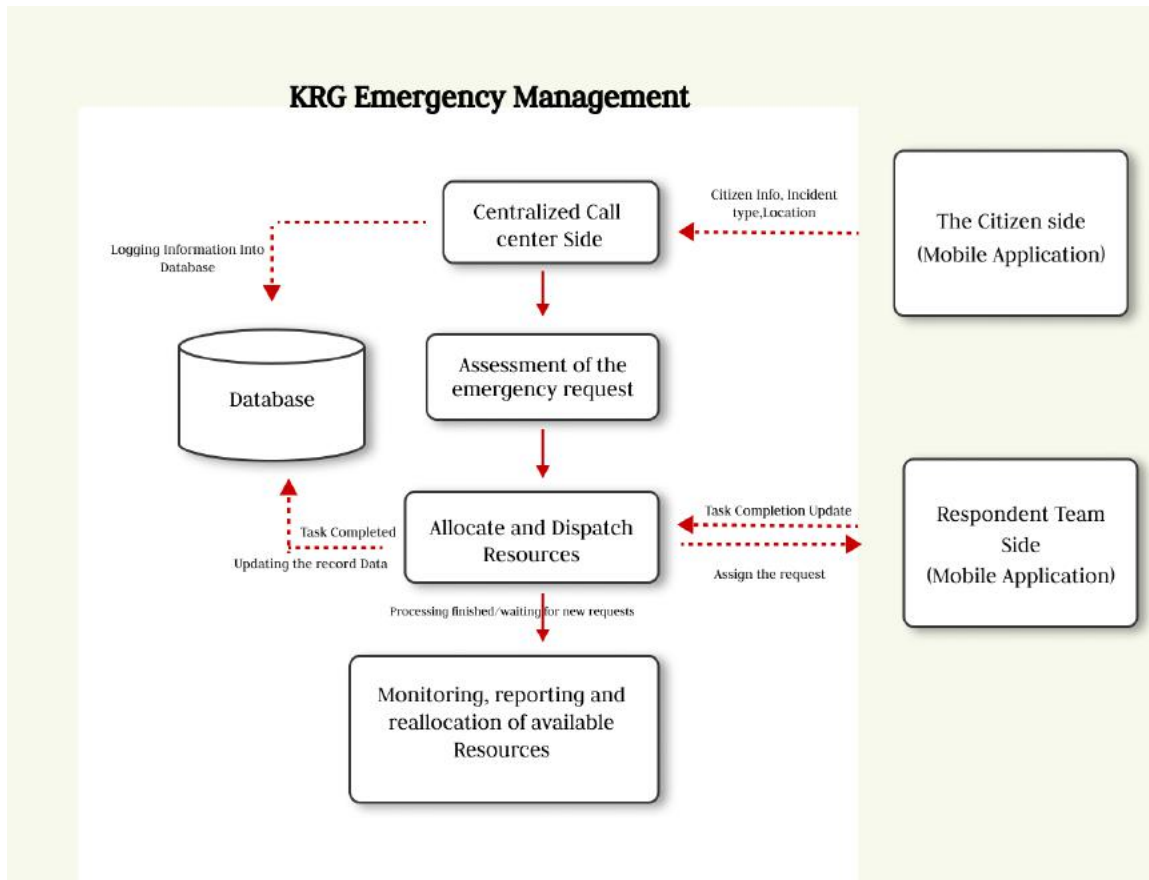 KRG Emergency Management
Centralized Call
center Side
Citizen Info, Incident
type,Location
The Citizen side
(Mobile Application)
Logging Information Into
Database
Assessment of the
emergency request
Database
Allocate and Dispatch
Resources
Task Completed
Updating the record Data
Task Completion Update
Assign the request
Respondent Team
Side
(Mobile Application)
Processing finished/waiting for new requests
Monitoring, reporting and
reallocation of available
Resources